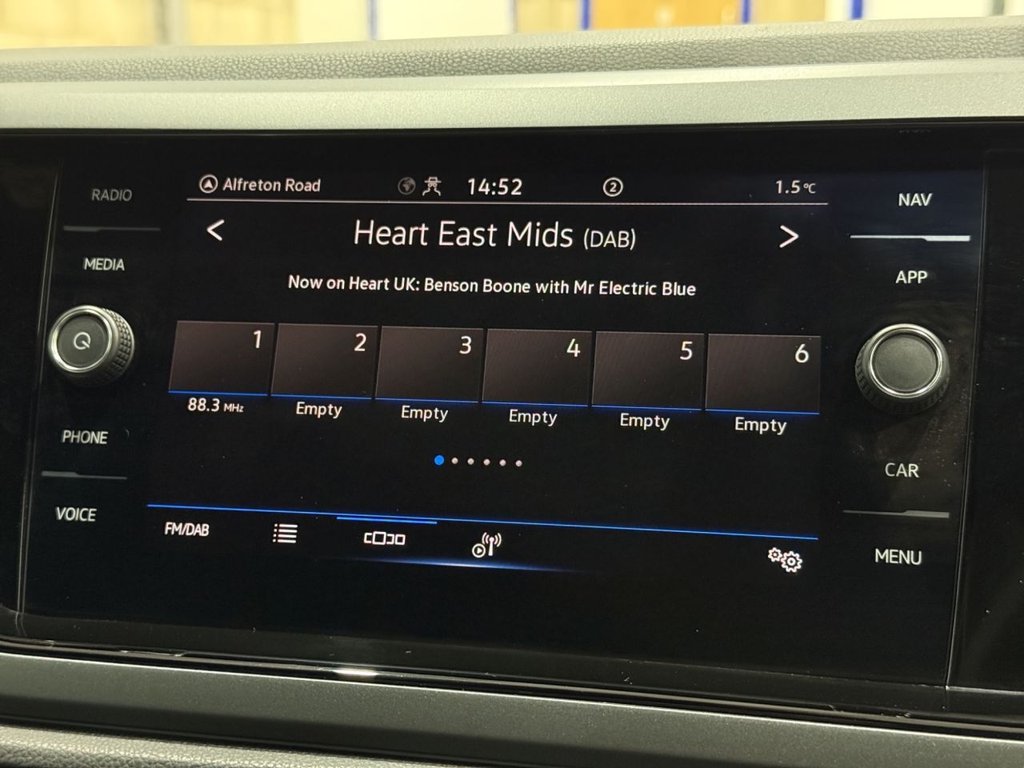 RADIO
MEDIA
PHONE
VOICE
Alfreton Road 14:52 2 1.5°C
Heart East Mids (DAB)
Now on Heart UK: Benson Boone with Mr Electric Blue
1 2 3 4 5 6
88.3 MHz Empty Empty Empty Empty Empty
FM/DAB
NAV
APP
CAR
MENU